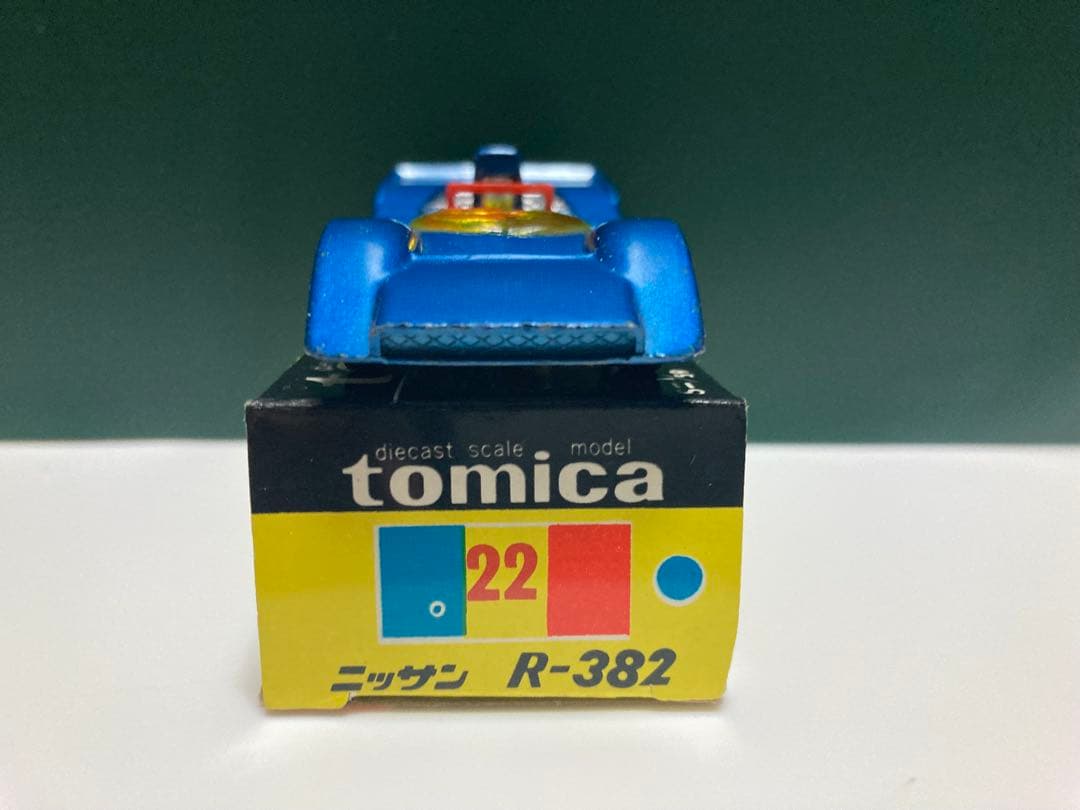 diecast scale model
tomica
22
ニッサン R-382